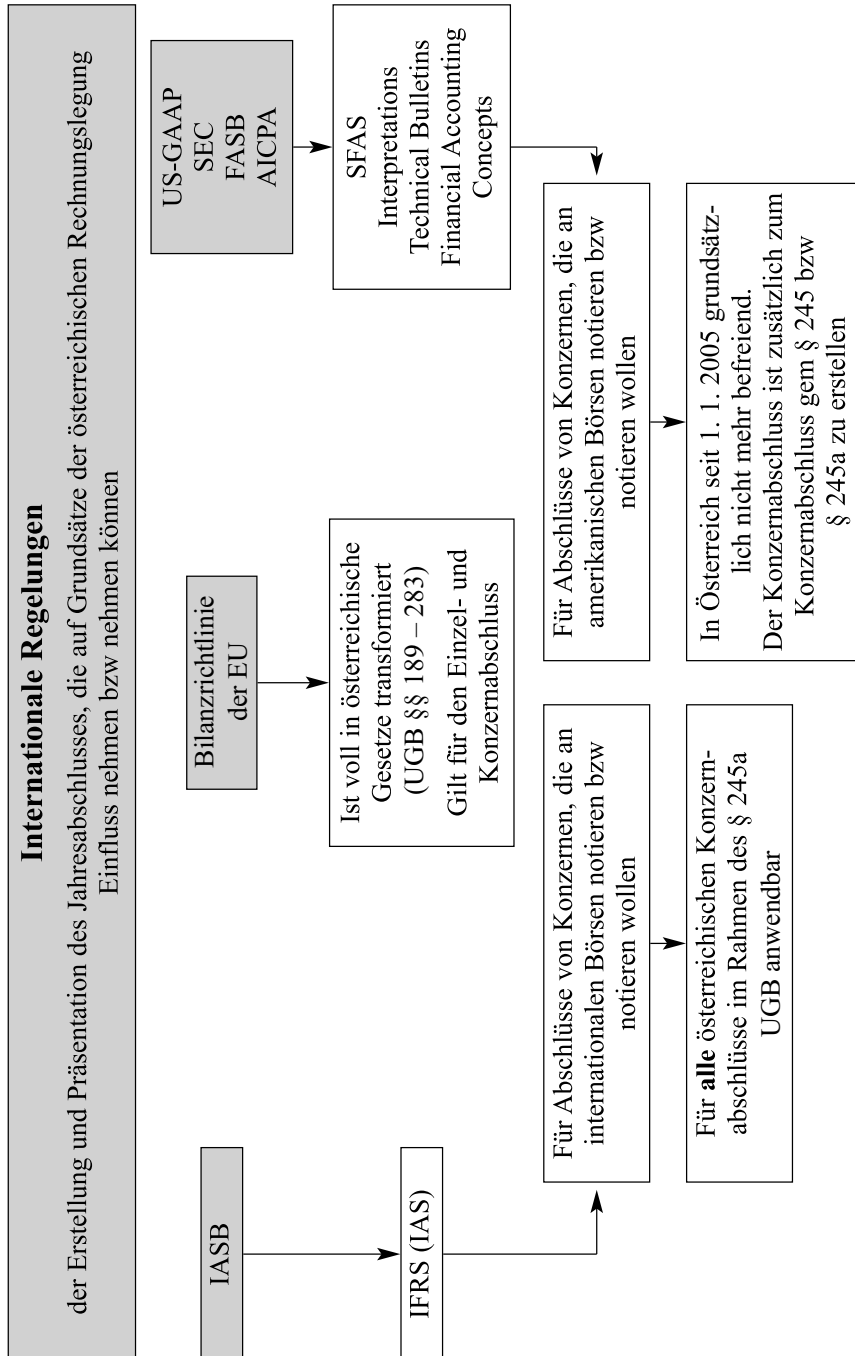 Internationale Regelungen
der Erstellung und Präsentation des Jahresabschlusses, die auf Grundsätze der österreichischen Rechnungslegung
Einfluss nehmen bzw nehmen können
IASB
IFRS (IAS)
Für Abschlüsse von Konzernen, die an
internationalen Börsen notieren bzw
notieren wollen
Für alle österreichischen Konzern-
abschlüsse im Rahmen des § 245a
UGB anwendbar
Bilanzrichtlinie
der EU
Ist voll in österreichische
Gesetze transformiert
(UGB §§ 189 – 283)
Gilt für den Einzel- und
Konzernabschluss
US-GAAP
SEC
FASB
AICPA
SFAS
Interpretations
Technical Bulletins
Financial Accounting
Concepts
Für Abschlüsse von Konzernen, die an
amerikanischen Börsen notieren bzw
notieren wollen
In Österreich seit 1. 1. 2005 grundsätz-
lich nicht mehr befreiend.
Der Konzernabschluss ist zusätzlich zum
Konzernabschluss gem § 245 bzw
§ 245a zu erstellen